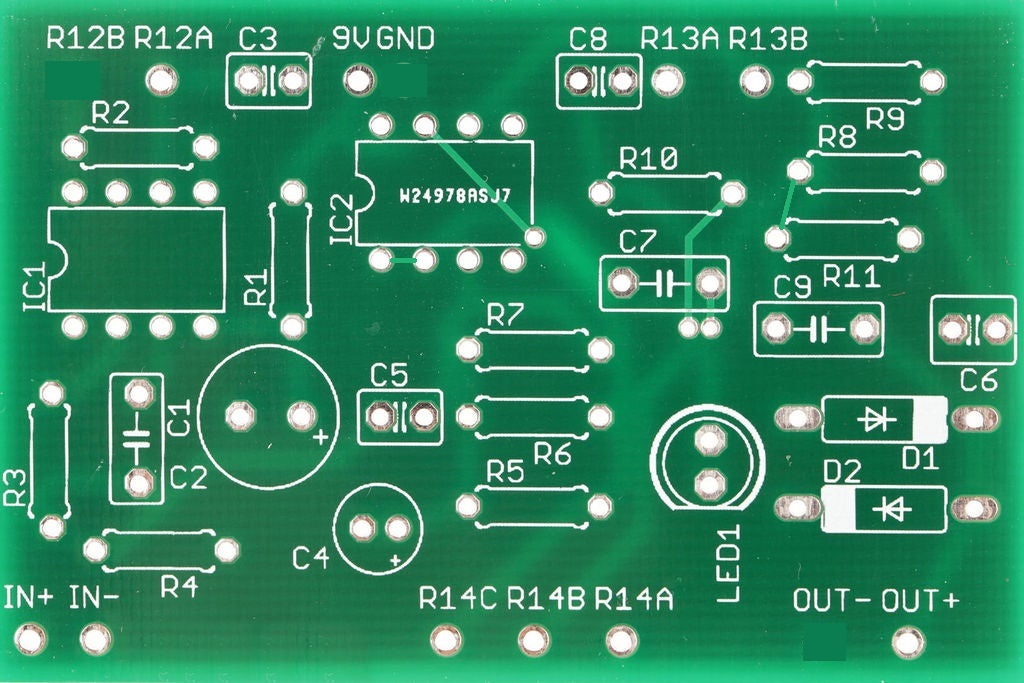 R12B R12A C3 9V GND C8 R13A R13B
R2
R9
R8
R10
W24978ASJ7
IC2
C7
IC1
R1
R11
C9
R7
C6
C5
C1
R6
D1
R3
C2
R5
D2
C4
LED1
R4
IN+ IN-
R14C R14B R14A
OUT- OUT+
+
+